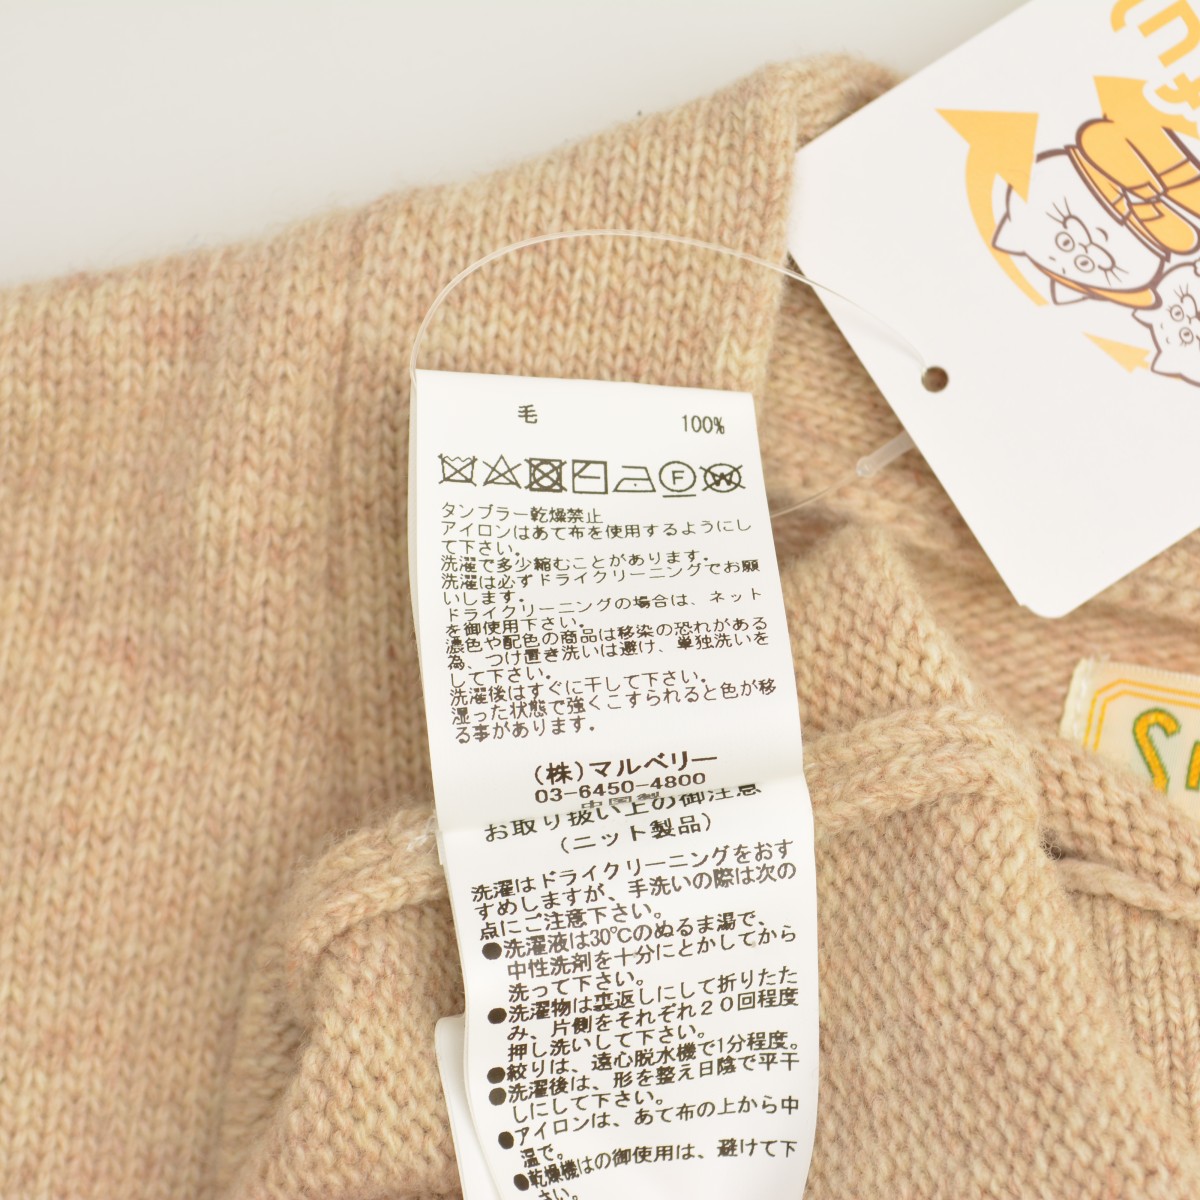 毛 100%
F W
タンブラー乾燥禁止
アイロンはあて布を使用するようにし
て下さい。
洗濯で多少縮むことがあります。
洗濯は必ずドライクリーニングでお願
いします。
ドライクリーニングの場合は、ネット
を御使用下さい。
濃色や配色の商品は移染の恐れがある
為、つけ置き洗いは避け、単独洗いを
して下さい。
洗濯後はすぐに干して下さい。
湿った状態で強くこすられると色が移
る事があります。
(株)マルベリー
03-6450-4800
中国製
お取り扱い上の御注意
(ニット製品)
洗濯はドライクリーニングをおす
すめしますが、手洗いの際は次の
点にご注意下さい。
●洗濯液は30℃のぬるま湯で、
中性洗剤を十分にとかしてから
洗って下さい。
●洗濯物は裏返しにして折りたた
み、片側をそれぞれ20回程度
押し洗いして下さい。
●絞りは、遠心脱水機で1分程度。
●洗濯後は、形を整え日陰で平干
しにして下さい。
●アイロンは、あて布の上から中
温で。
●乾燥機はの御使用は、避けて下
さい。